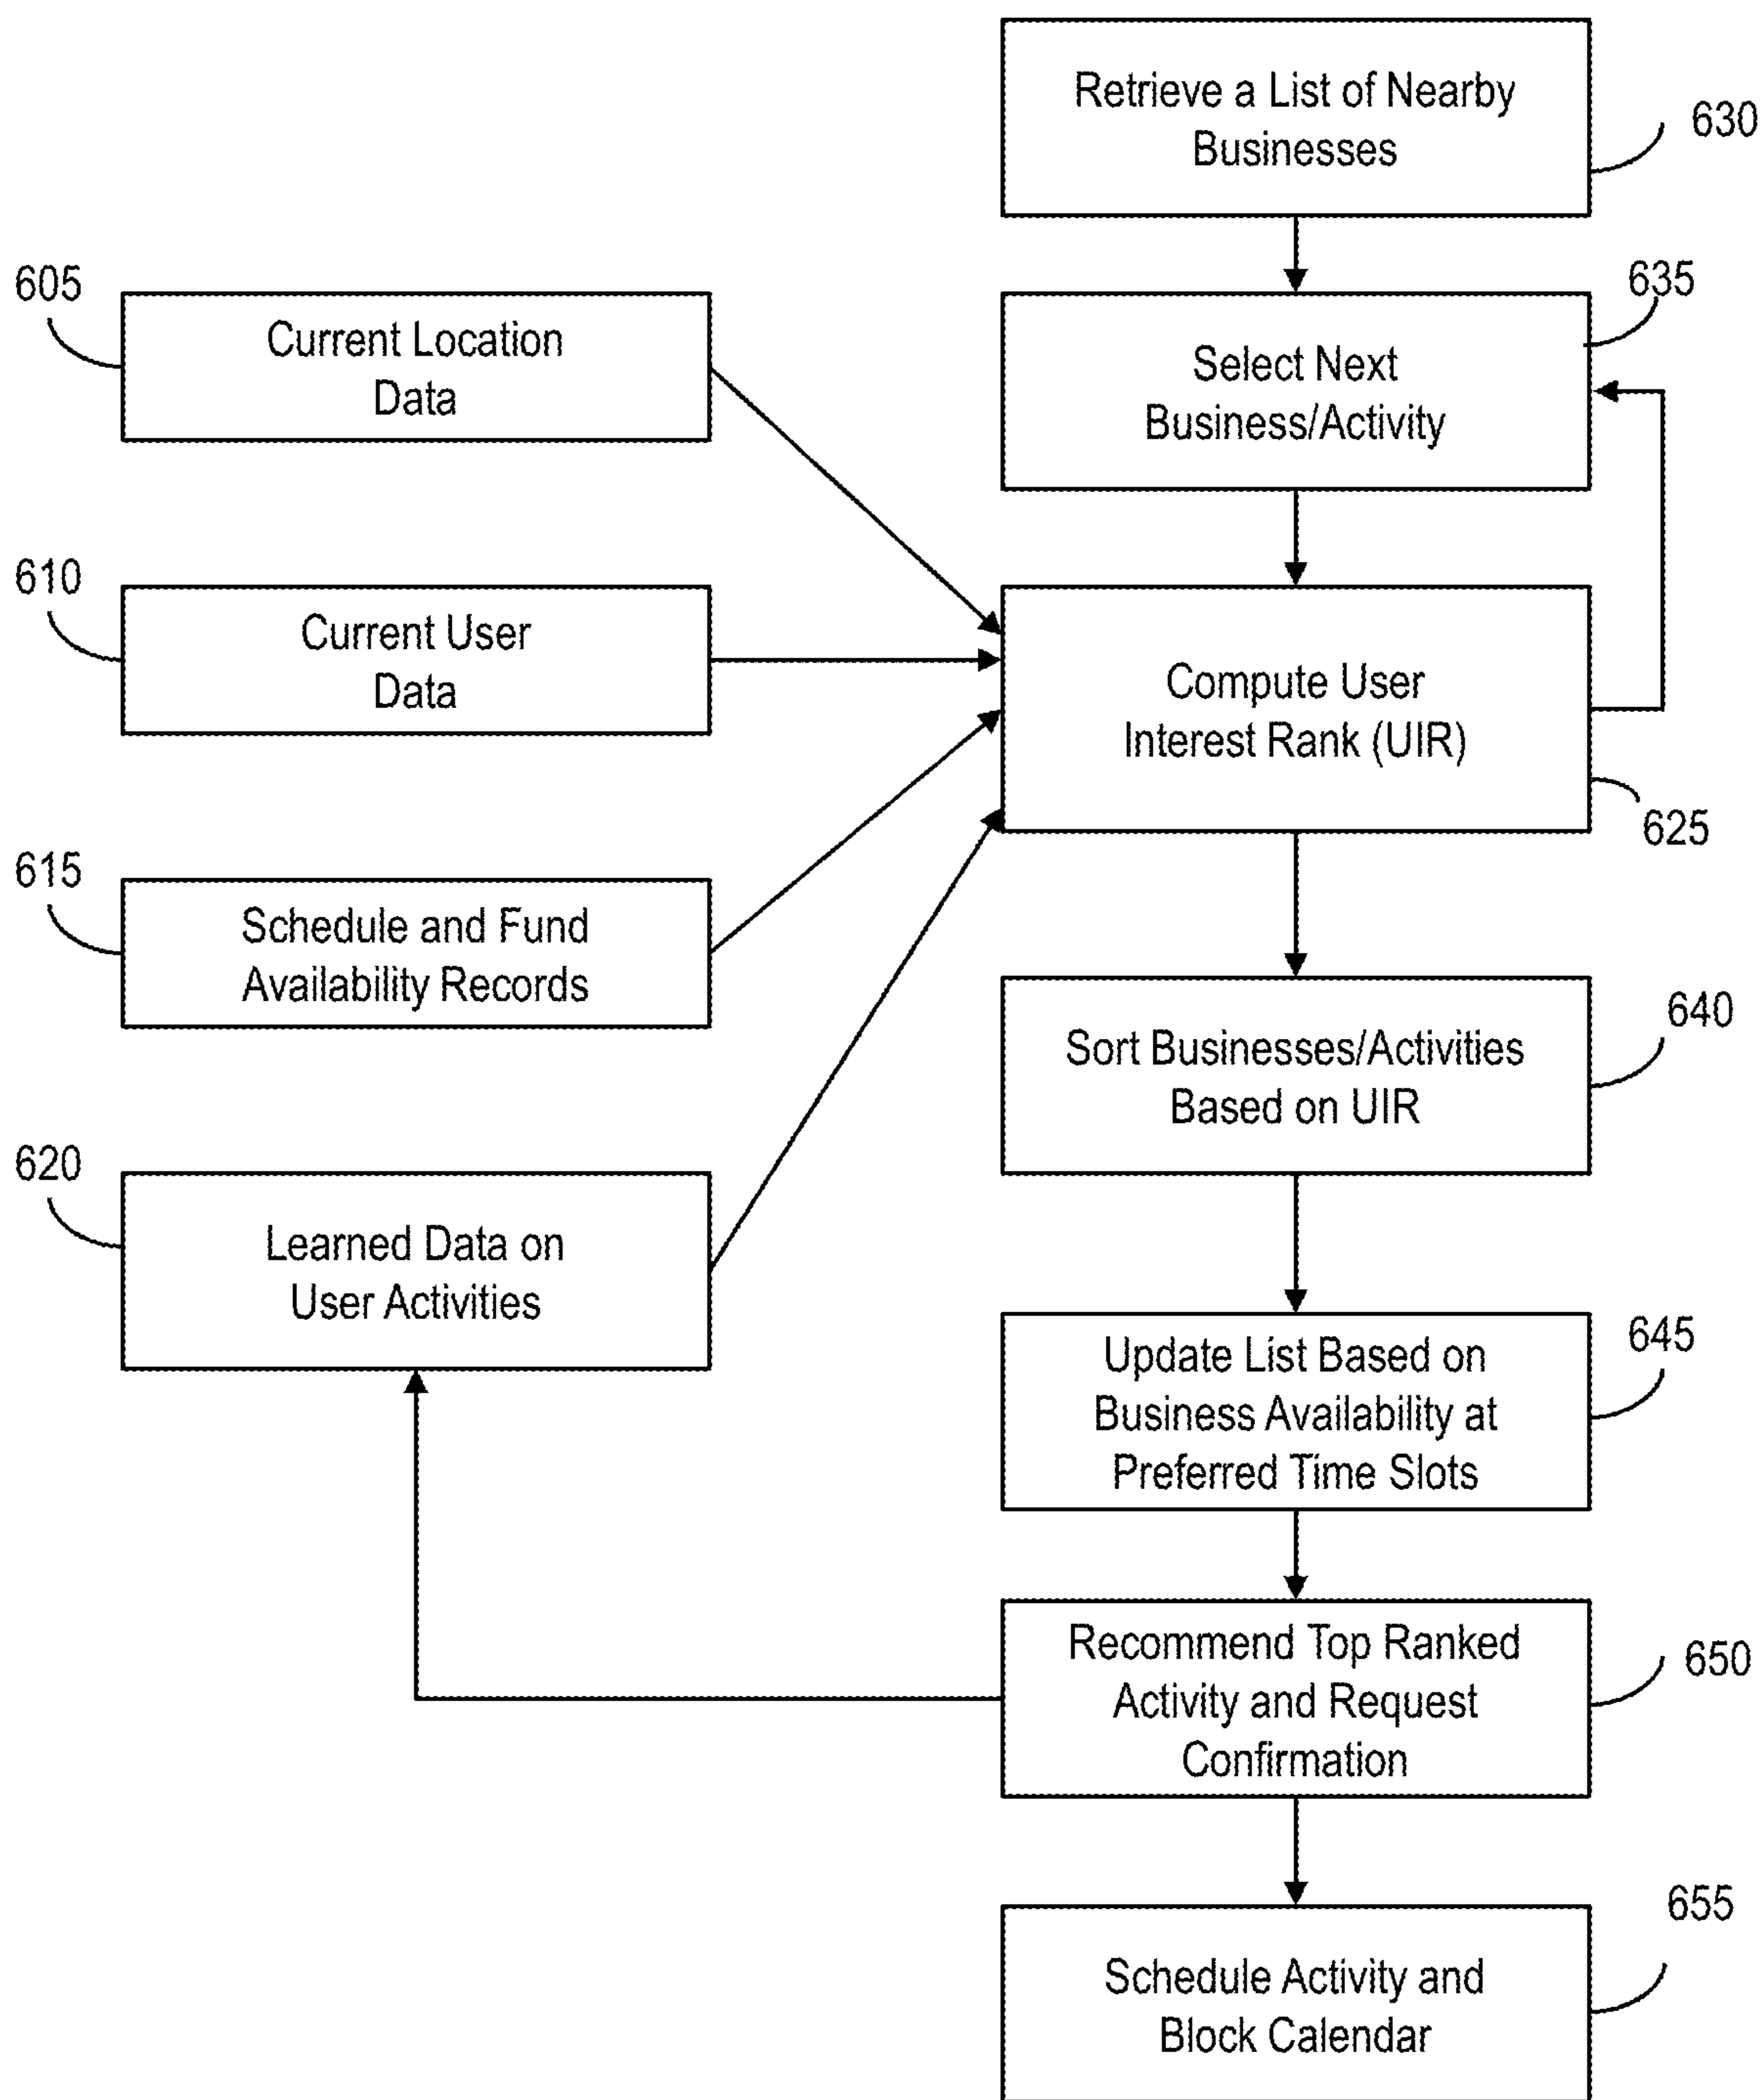 Retrieve a List of Nearby
Businesses
630
605
Current Location
Data
635
Select Next
Business/Activity
610
Current User
Data
Compute User
Interest Rank (UIR)
625
615
Schedule and Fund
Availability Records
640
Sort Businesses/Activities
Based on UIR
620
Learned Data on
User Activities
645
Update List Based on
Business Availability at
Preferred Time Slots
650
Recommend Top Ranked
Activity and Request
Confirmation
655
Schedule Activity and
Block Calendar